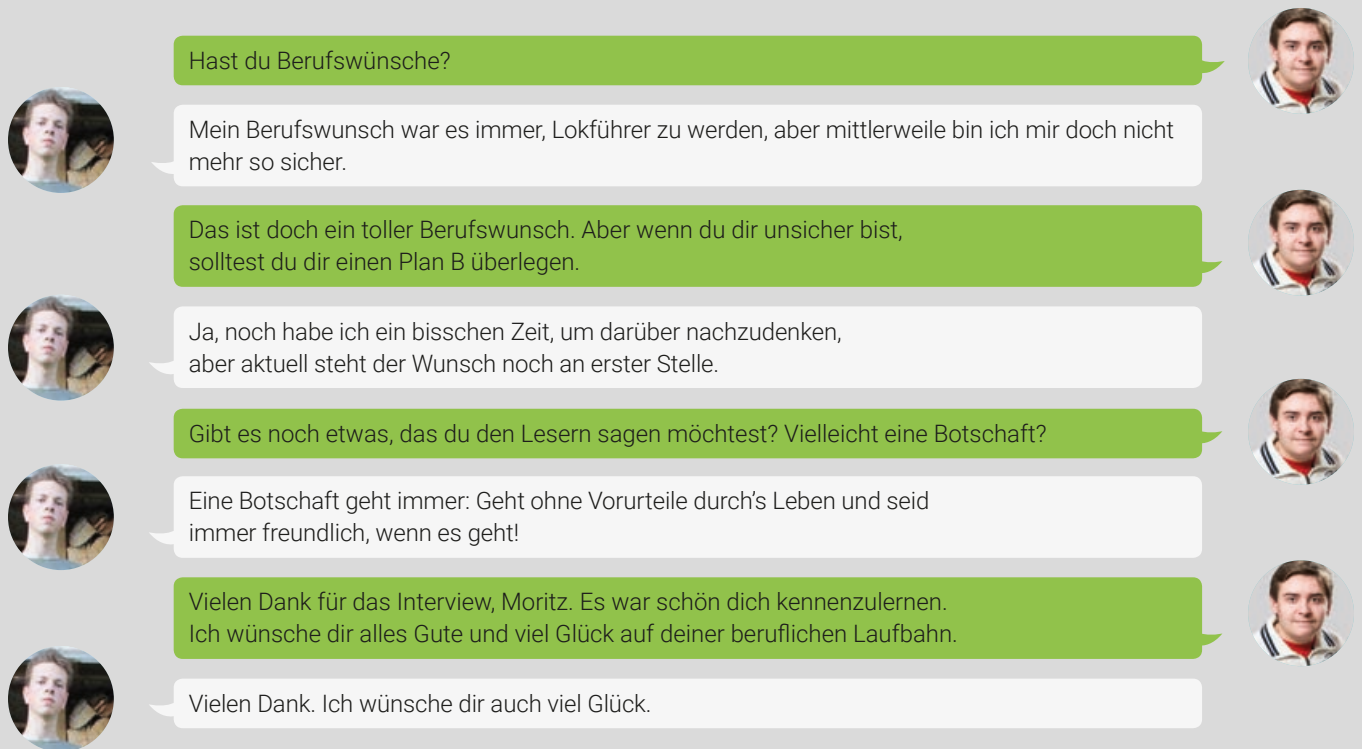 Hast du Berufswünsche?
Mein Berufswunsch war es immer, Lokführer zu werden, aber mittlerweile bin ich mir doch nicht
mehr so sicher.
Das ist doch ein toller Berufswunsch. Aber wenn du dir unsicher bist,
solltest du dir einen Plan B überlegen.
Ja, noch habe ich ein bisschen Zeit, um darüber nachzudenken,
aber aktuell steht der Wunsch noch an erster Stelle.
Gibt es noch etwas, das du den Lesern sagen möchtest? Vielleicht eine Botschaft?
Eine Botschaft geht immer: Geht ohne Vorurteile durch’s Leben und seid
immer freundlich, wenn es geht!
Vielen Dank für das Interview, Moritz. Es war schön dich kennenzulernen.
Ich wünsche dir alles Gute und viel Glück auf deiner beruflichen Laufbahn.
Vielen Dank. Ich wünsche dir auch viel Glück.